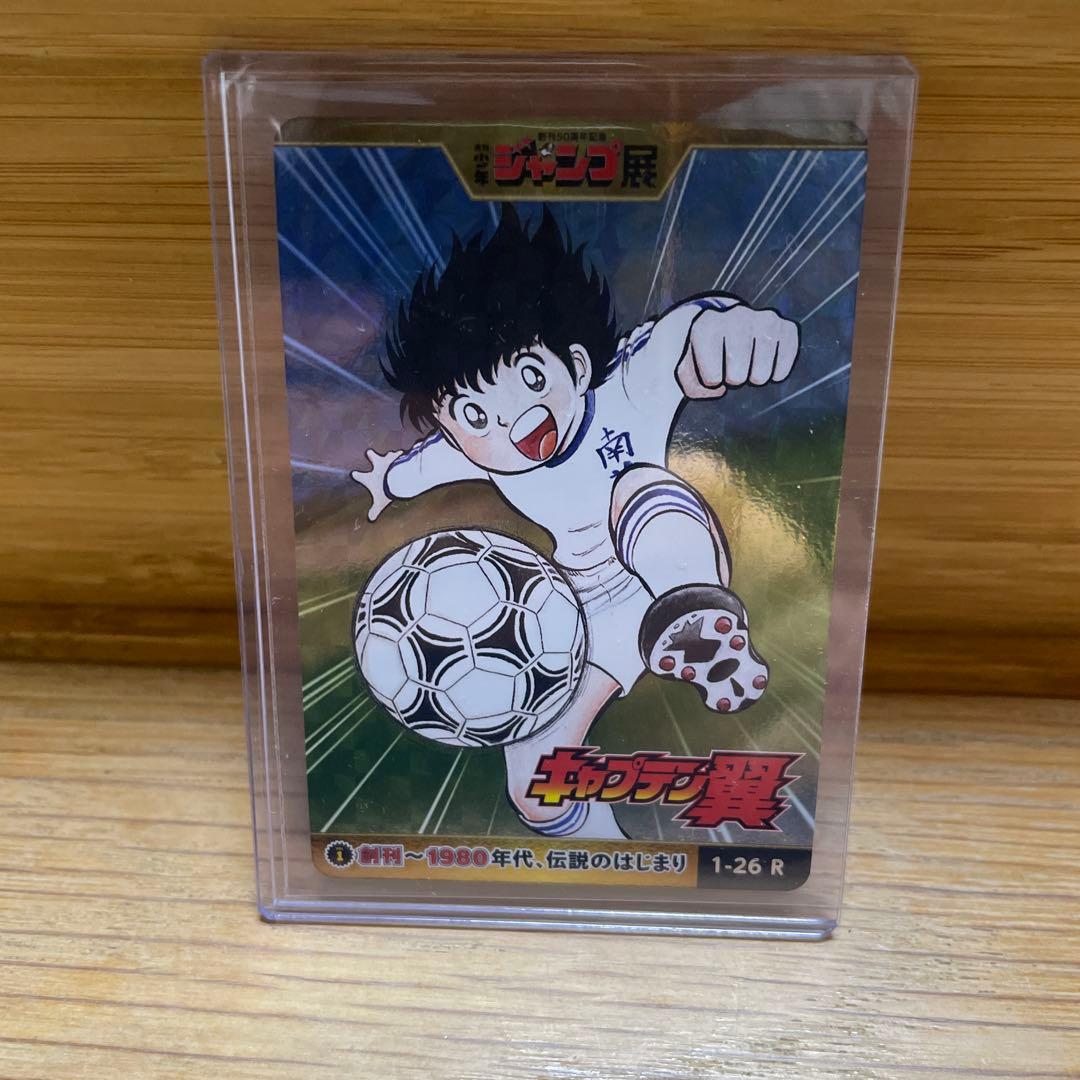 創刊50周年記念
週刊少年ジャンプ展
南
キャプテン翼
1 創刊～1980年代、伝説のはじまり
1-26 R